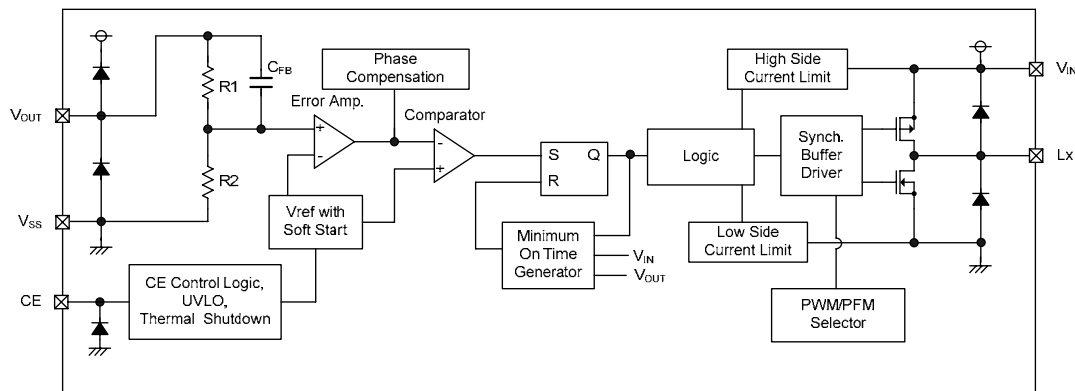 Phase
Compensation
High Side
Current Limit
VIN
CFB
R1
Error Amp.
Comparator
VOUT
+
-
-
+
S
Q
R
Logic
Synch.
Buffer
Driver
Lx
R2
Vref with
Soft Start
VSS
Minimum
On Time
Generator
VIN
VOUT
Low Side
Current Limit
CE
CE Control Logic,
UVLO,
Thermal Shutdown
PWM/PFM
Selector